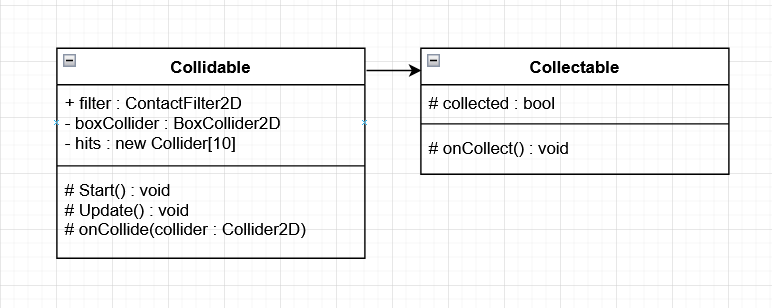 Collidable
+ filter : ContactFilter2D
- boxCollider : BoxCollider2D
- hits : new Collider[10]
# Start() : void
# Update() : void
# onCollide(collider : Collider2D)
Collectable
# collected : bool
# onCollect() : void